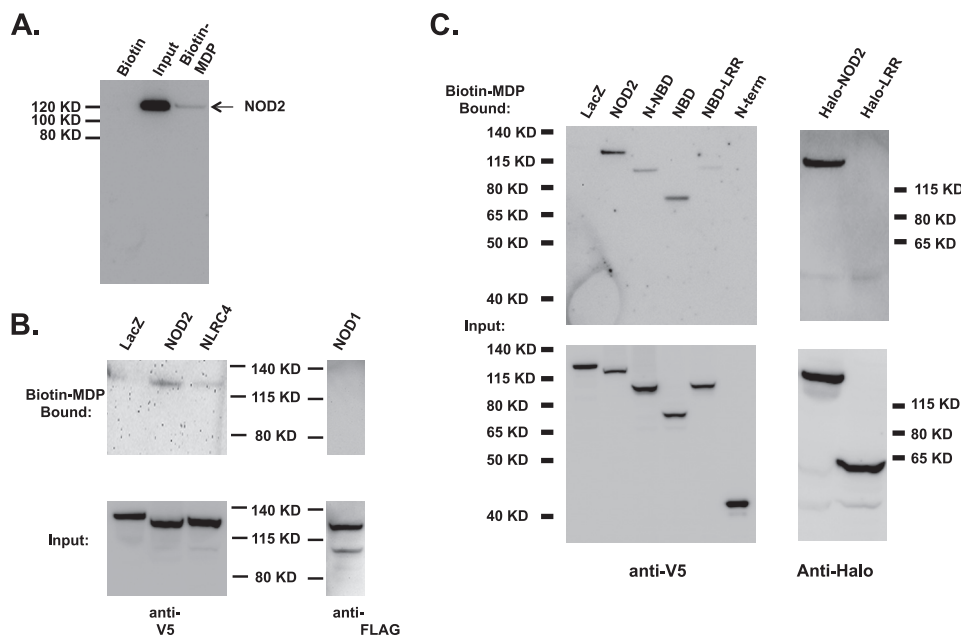 A.
Biotin
Input
Biotin-
MDP
120 KD
100 KD
80 KD
NOD2
B.
LacZ
NOD2
NLRC4
NOD1
Biotin-MDP
Bound:
140 KD
115 KD
80 KD
Input:
140 KD
115 KD
80 KD
anti-
V5
anti-
FLAG
C.
Biotin-MDP
Bound:
LacZ
NOD2
N-NBD
NBD
NBD-LRR
N-term
Halo-NOD2
Halo-LRR
140 KD
115 KD
80 KD
65 KD
50 KD
40 KD
115 KD
80 KD
65 KD
Input:
140 KD
115 KD
80 KD
65 KD
50 KD
40 KD
115 KD
80 KD
65 KD
anti-V5
Anti-Halo